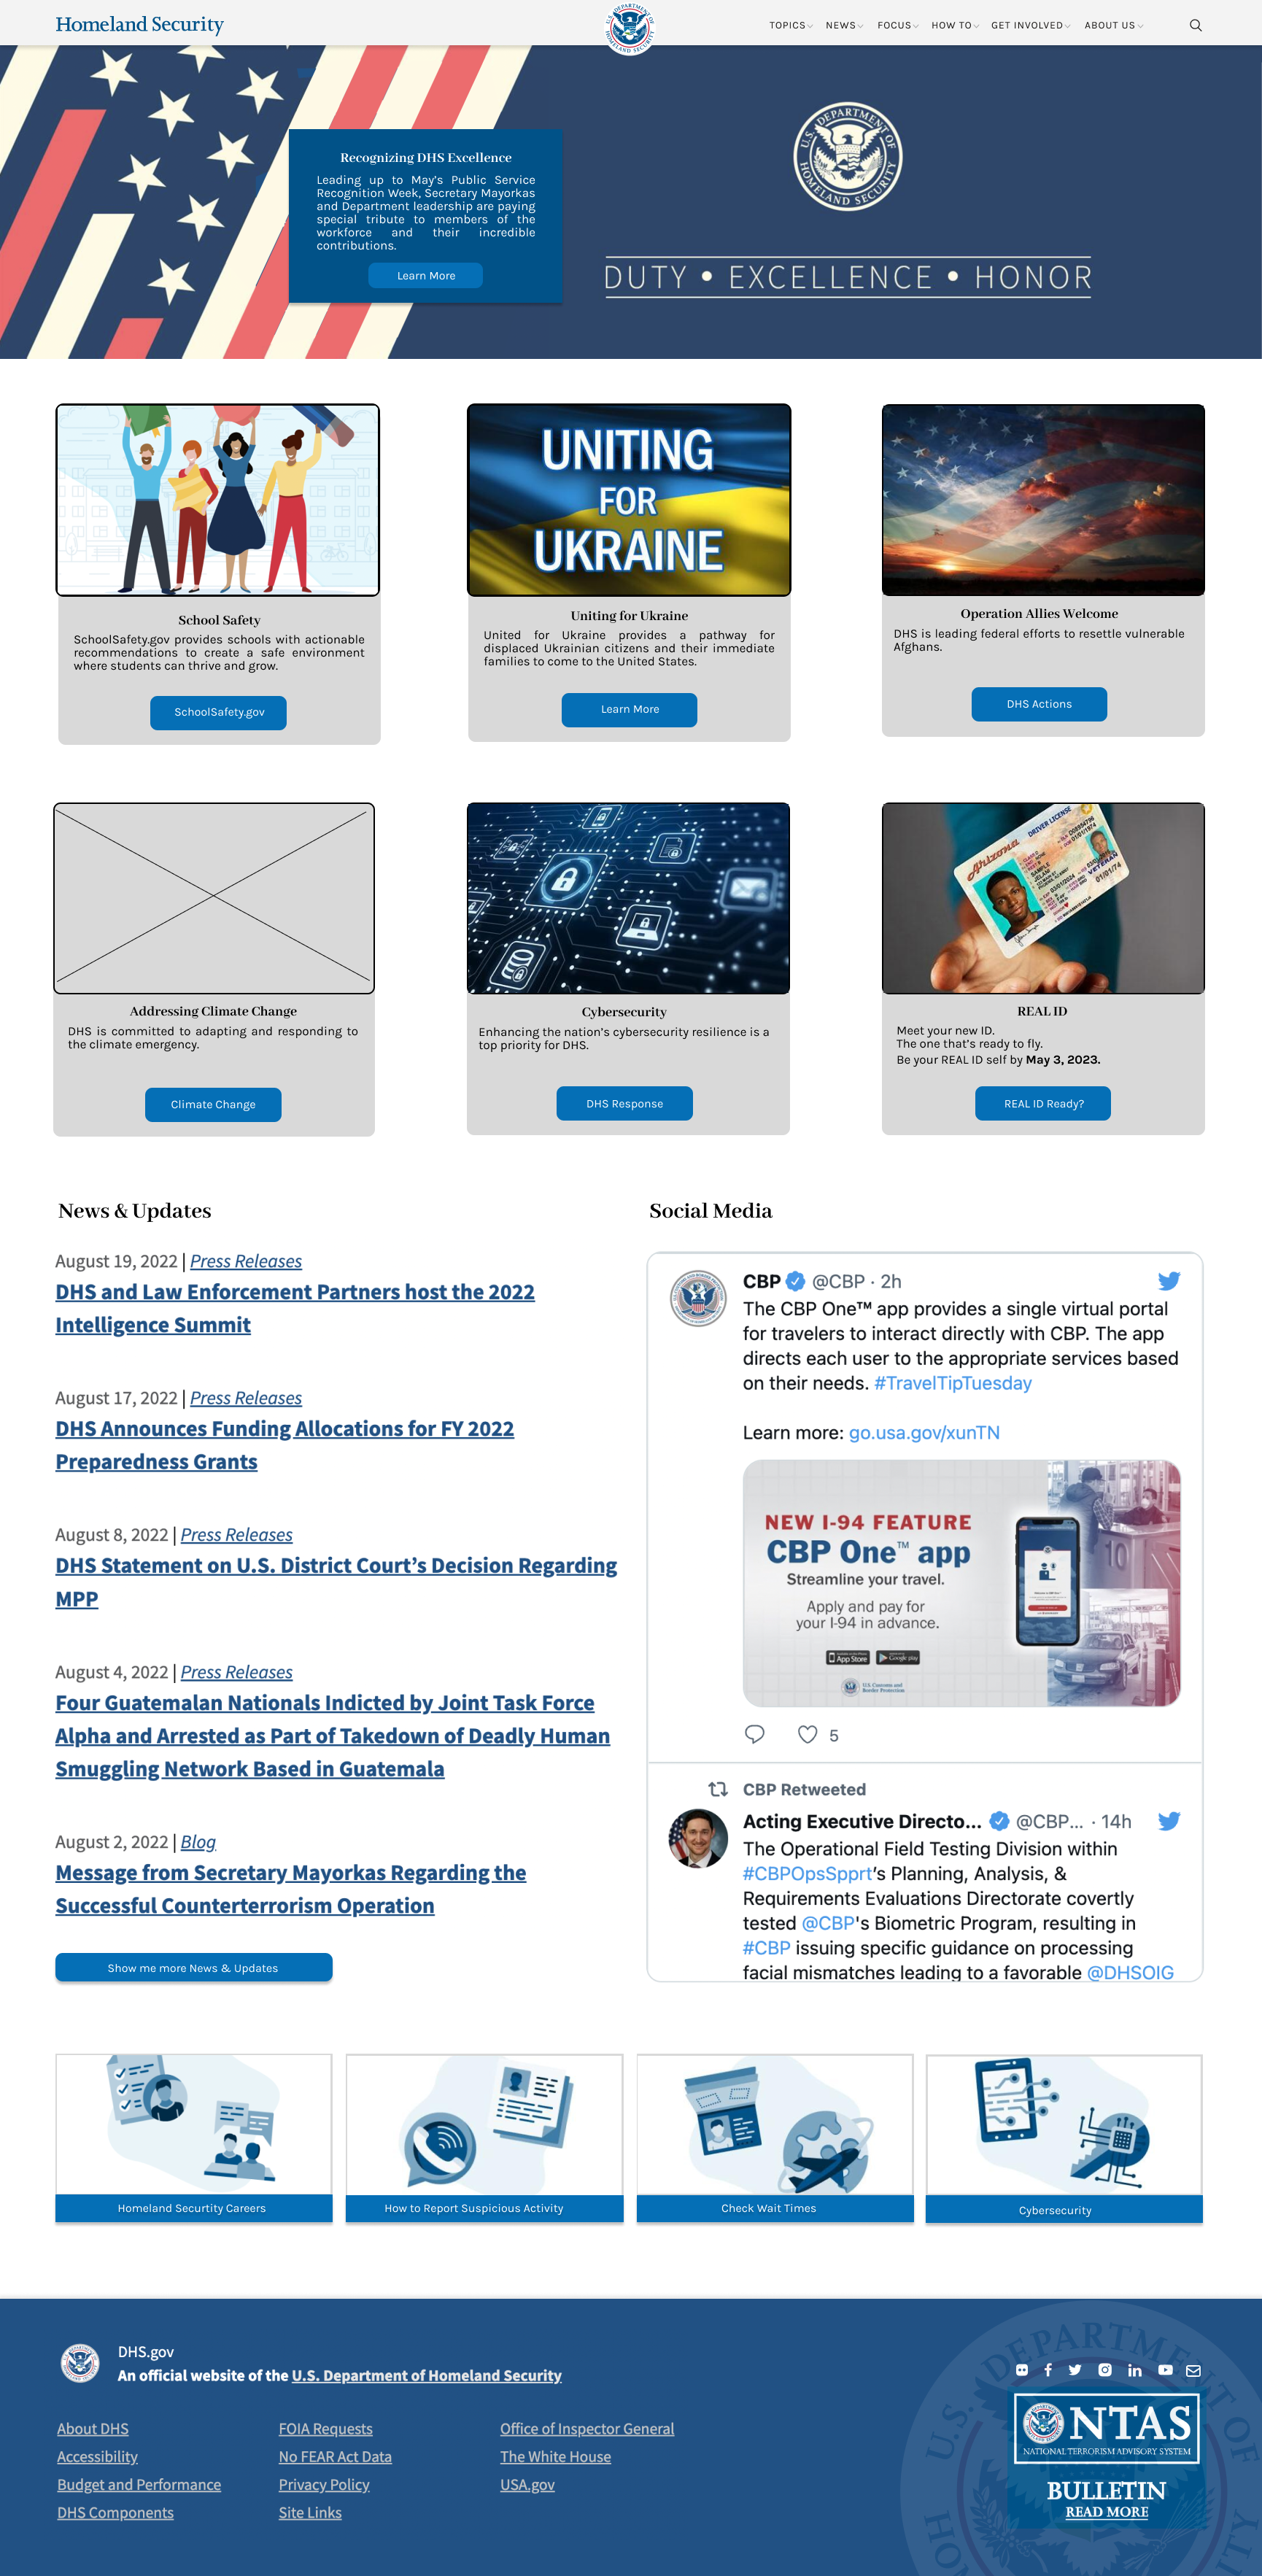 Homeland Security
TOPICS NEWS FOCUS HOW TO GET INVOLVED ABOUT US
U.S. DEPARTMENT OF HOMELAND SECURITY
Recognizing DHS Excellence
Leading up to May's Public Service
Recognition Week, Secretary Mayorkas
and Department leadership are paying
special tribute to members of the
workforce and their incredible
contributions.
Learn More
U.S. DEPARTMENT OF HOMELAND SECURITY
DUTY • EXCELLENCE • HONOR
School Safety
SchoolSafety.gov provides schools with actionable
recommendations to create a safe environment
where students can thrive and grow.
SchoolSafety.gov
UNITING
FOR
UKRAINE
Uniting for Ukraine
United for Ukraine provides a pathway for
displaced Ukrainian citizens and their immediate
families to come to the United States.
Learn More
Operation Allies Welcome
DHS is leading federal efforts to resettle vulnerable
Afghans.
DHS Actions
Addressing Climate Change
DHS is committed to adapting and responding to
the climate emergency.
Climate Change
Cybersecurity
Enhancing the nation's cybersecurity resilience is a
top priority for DHS.
DHS Response
Arizona
DRIVER LICENSE
VETERAN
01/01/74
REAL ID
Meet your new ID.
The one that's ready to fly.
Be your REAL ID self by May 3, 2023.
REAL ID Ready?
News & Updates
August 19, 2022 | Press Releases
DHS and Law Enforcement Partners host the 2022
Intelligence Summit
August 17, 2022 | Press Releases
DHS Announces Funding Allocations for FY 2022
Preparedness Grants
August 8, 2022 | Press Releases
DHS Statement on U.S. District Court's Decision Regarding
MPP
August 4, 2022 | Press Releases
Four Guatemalan Nationals Indicted by Joint Task Force
Alpha and Arrested as Part of Takedown of Deadly Human
Smuggling Network Based in Guatemala
August 2, 2022 | Blog
Message from Secretary Mayorkas Regarding the
Successful Counterterrorism Operation
Show me more News & Updates
Social Media
CBP @CBP · 2h
The CBP One™ app provides a single virtual portal
for travelers to interact directly with CBP. The app
directs each user to the appropriate services based
on their needs. #TravelTipTuesday
Learn more: go.usa.gov/xunTN
NEW I-94 FEATURE
CBP One™ app
Streamline your travel.
Apply and pay for
your I-94 in advance.
App Store Google play
U.S. Customs and
Border Protection
10
5
CBP Retweeted
Acting Executive Directo... @CBP... · 14h
The Operational Field Testing Division within
#CBPOpsSpprt's Planning, Analysis, &
Requirements Evaluations Directorate covertly
tested @CBP's Biometric Program, resulting in
#CBP issuing specific guidance on processing
facial mismatches leading to a favorable @DHSOIG
Homeland Securtity Careers
How to Report Suspicious Activity
Check Wait Times
Cybersecurity
DHS.gov
An official website of the U.S. Department of Homeland Security
About DHS
Accessibility
Budget and Performance
DHS Components
FOIA Requests
No FEAR Act Data
Privacy Policy
Site Links
Office of Inspector General
The White House
USA.gov
NTAS
NATIONAL TERRORISM ADVISORY SYSTEM
BULLETIN
READ MORE